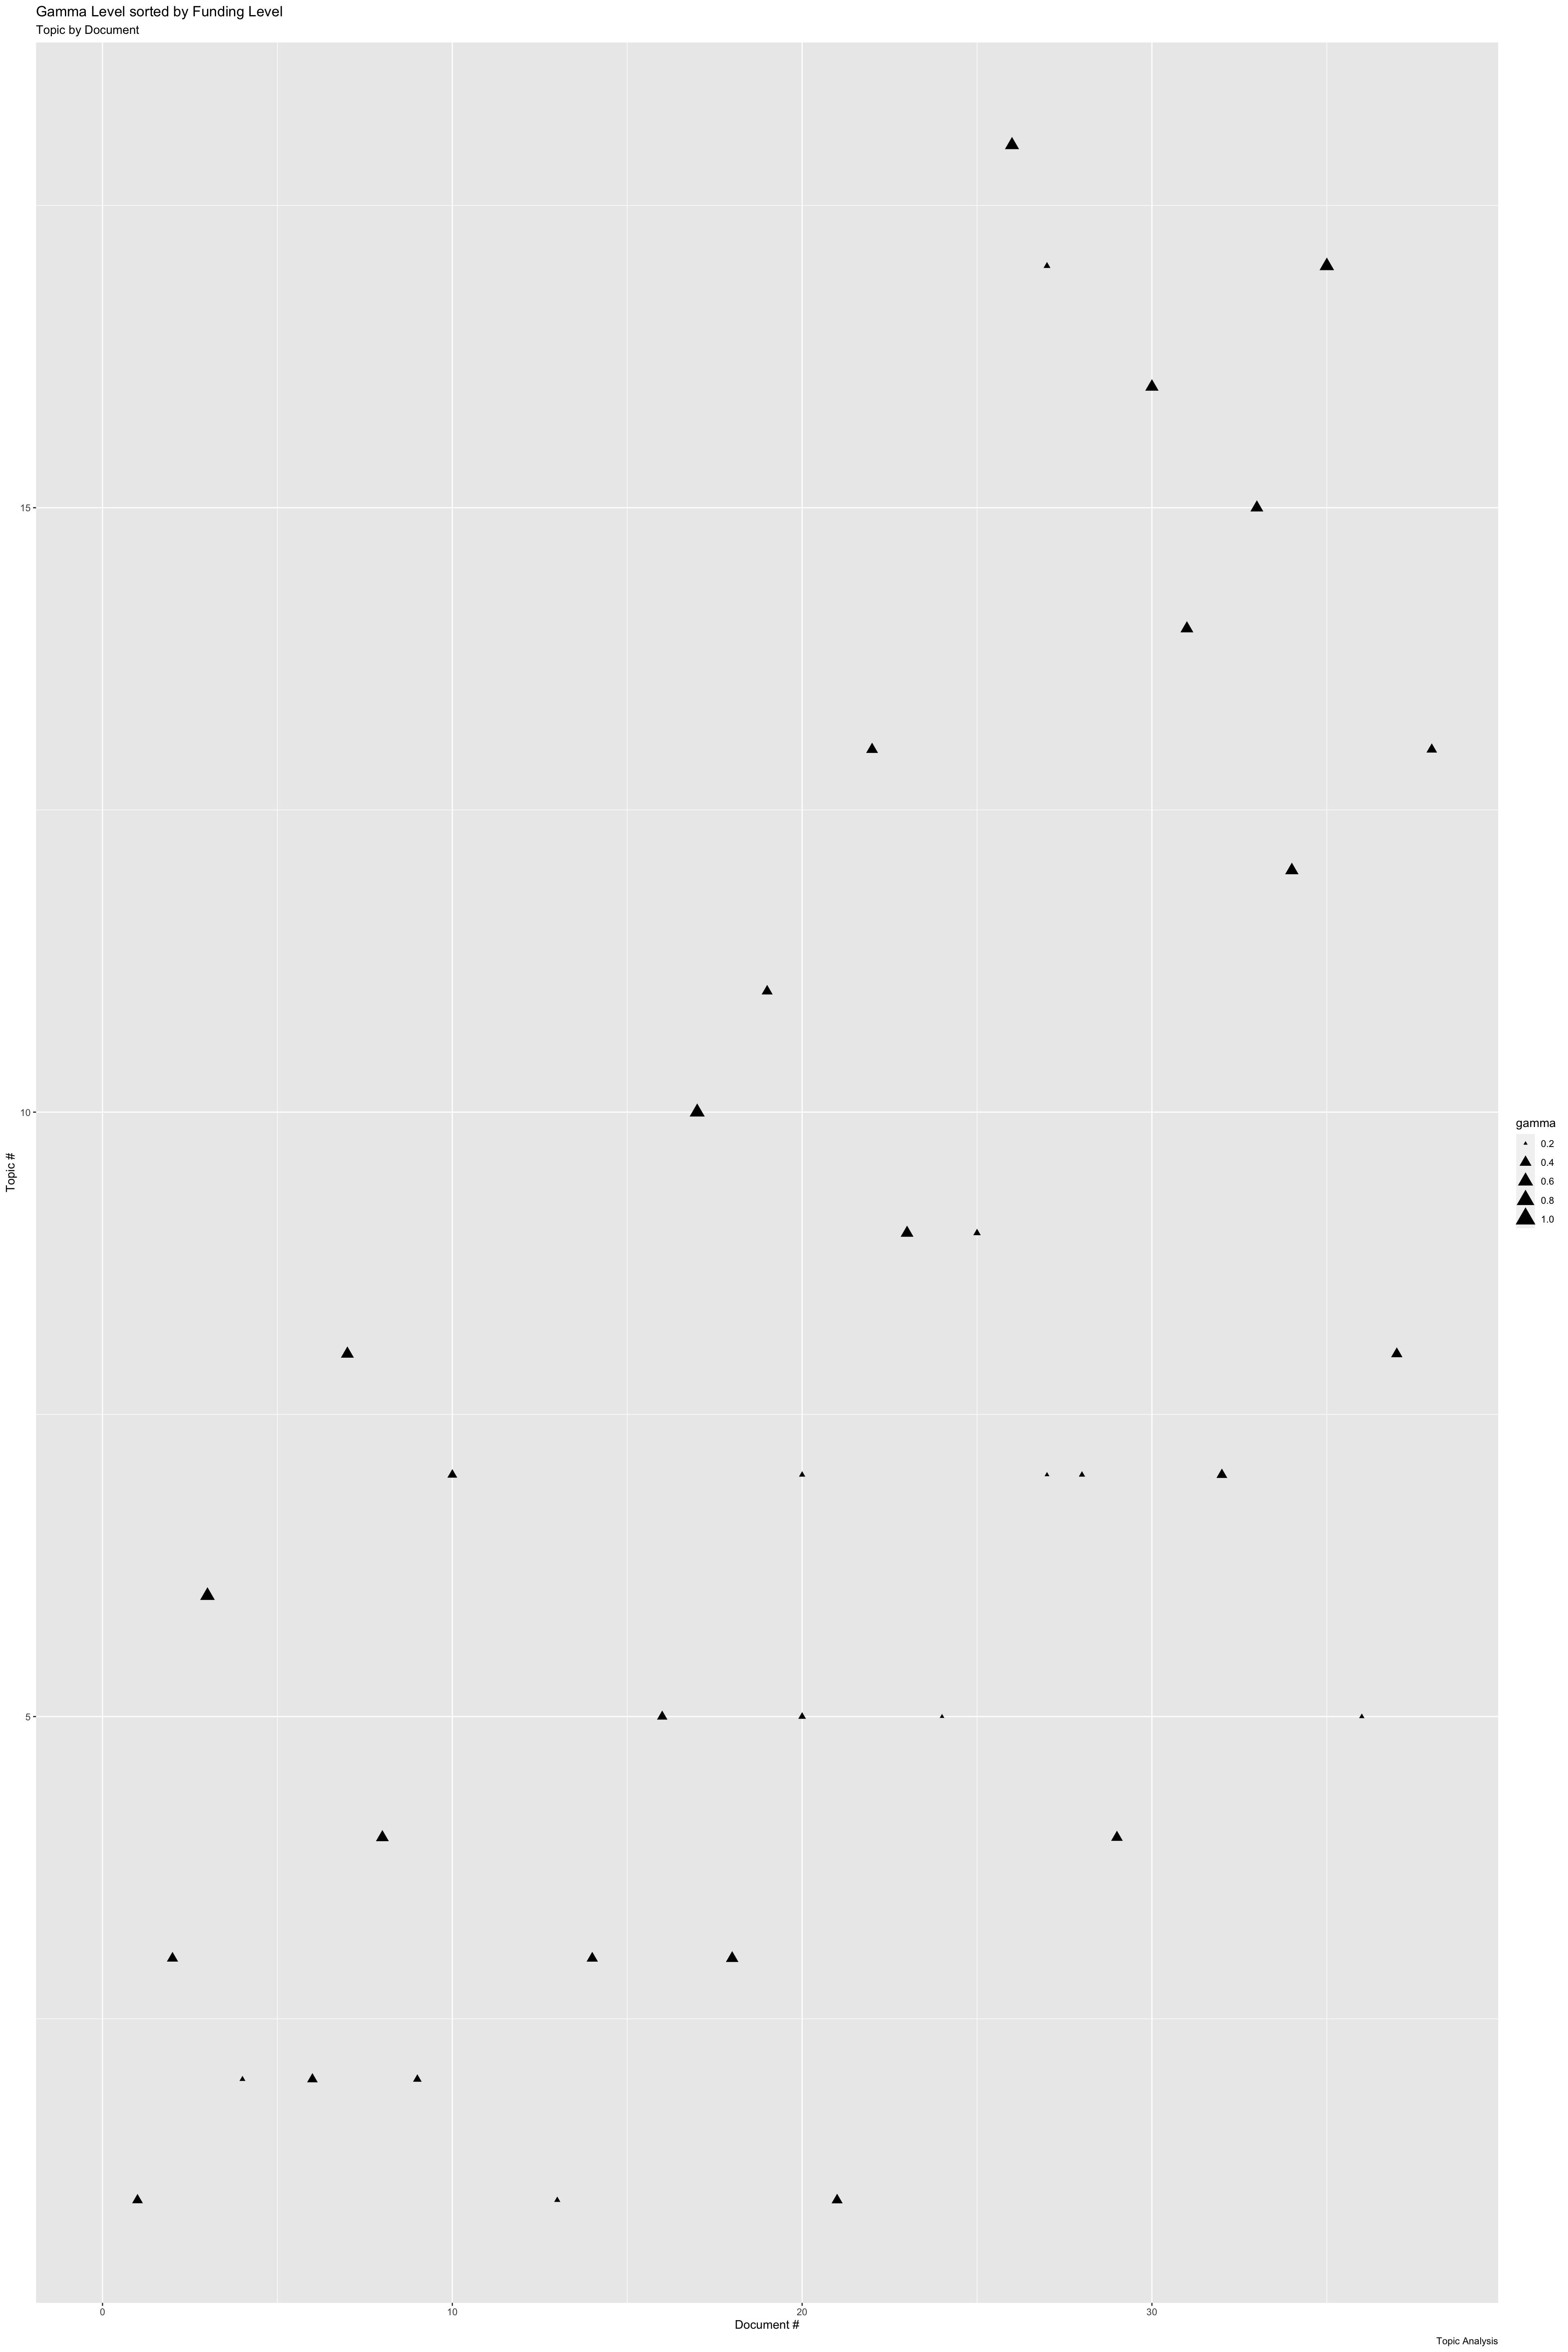 Gamma Level sorted by Funding Level
Topic by Document
15
10
5
Topic #
0
10
20
30
Document #
gamma
0.2
0.4
0.6
0.8
1.0
Topic Analysis